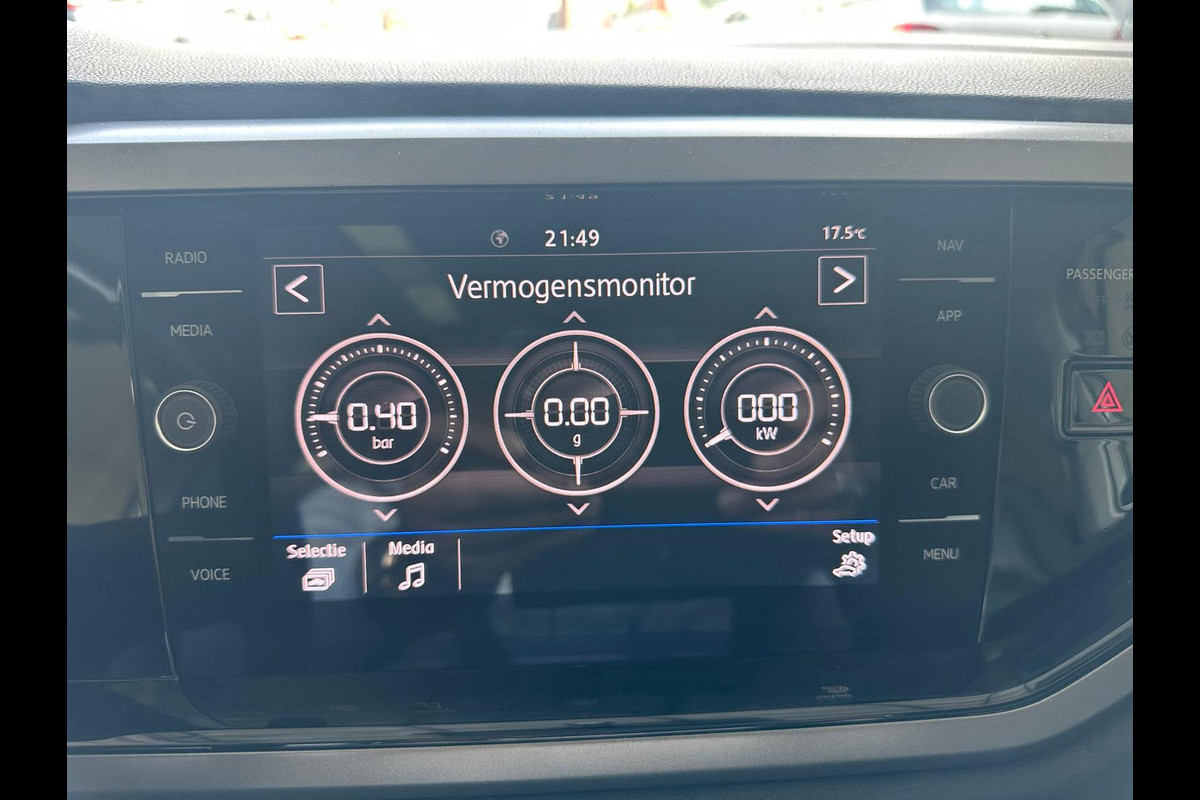 21:49
17.5°C
RADIO
MEDIA
PHONE
VOICE
< Vermogensmonitor >
0.40
bar
0.00
g
000
kW
Selectie
Media
Setup
NAV
APP
CAR
MENU
PASSENGER